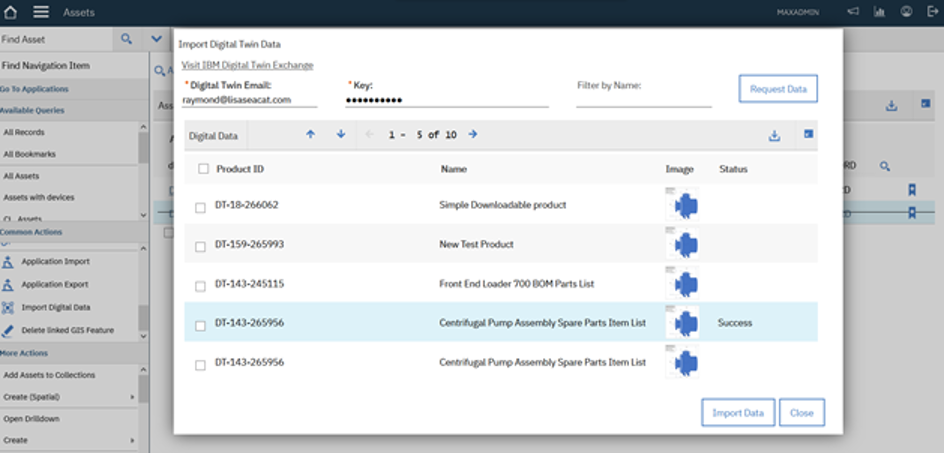 Assets
MAXADMIN
Find Asset
Find Navigation Item
Go To Applications
Available Queries
All Records
All Bookmarks
All Assets
Assets with devices
Assets
Common Actions
Application Import
Application Export
Import Digital Data
Delete linked GIS Feature
More Actions
Add Assets to Collections
Create (Spatial)
Open Drilldown
Create
Import Digital Twin Data
Visit IBM Digital Twin Exchange
* Digital Twin Email: * Key: Filter by Name:
raymond@lisaseacat.com ••••••••••
Request Data
Digital Data 1 - 5 of 10
Product ID Name Image Status
DT-18-266062 Simple Downloadable product
DT-159-265993 New Test Product
DT-143-245115 Front End Loader 700 BOM Parts List
DT-143-265956 Centrifugal Pump Assembly Spare Parts Item List Success
DT-143-265956 Centrifugal Pump Assembly Spare Parts Item List
Import Data Close